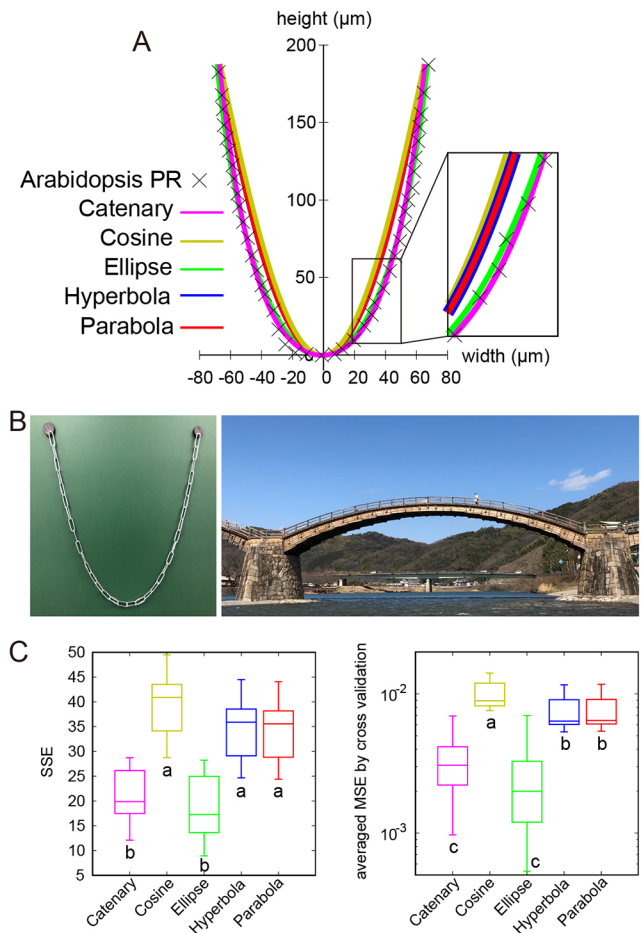 A
height (μm)
200
150
100
50
0
-80 -60 -40 -20 0 20 40 60 80
width (μm)
Arabidopsis PR
Catenary
Cosine
Ellipse
Hyperbola
Parabola
B
C
50
45
40
35
30
25
20
15
10
5
SSE
b
a
b
a
a
Catenary
Cosine
Ellipse
Hyperbola
Parabola
averaged MSE by cross validation
10⁻²
10⁻³
c
a
c
b
b
Catenary
Cosine
Ellipse
Hyperbola
Parabola